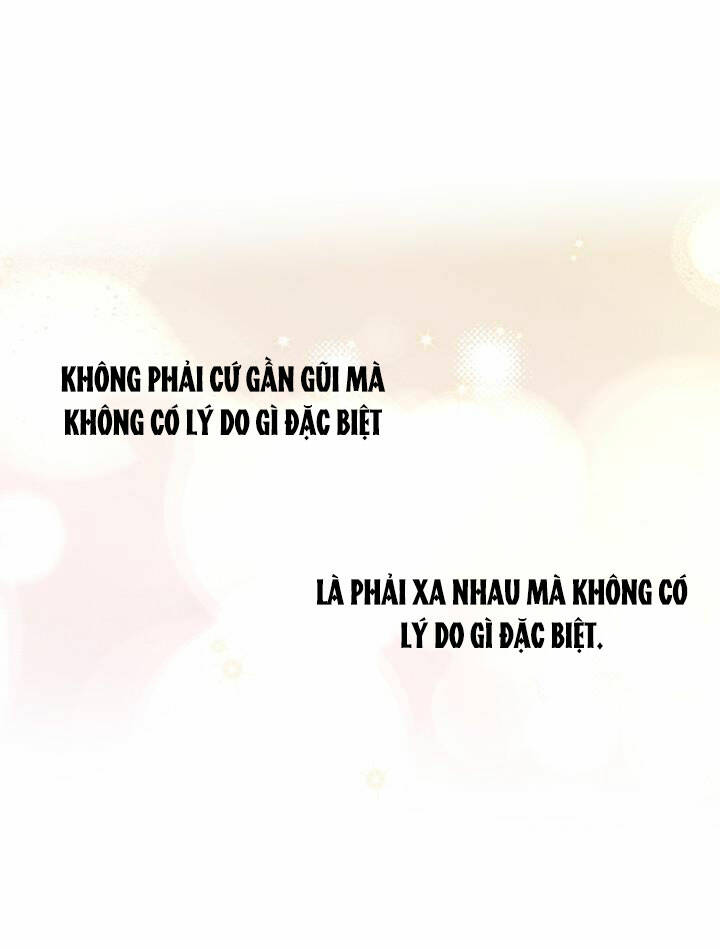 KHÔNG PHẢI CỨ GẦN GŨI MÀ
KHÔNG CÓ LÝ DO GÌ ĐẶC BIỆT
LÀ PHẢI XA NHAU MÀ KHÔNG CÓ
LÝ DO GÌ ĐẶC BIỆT.